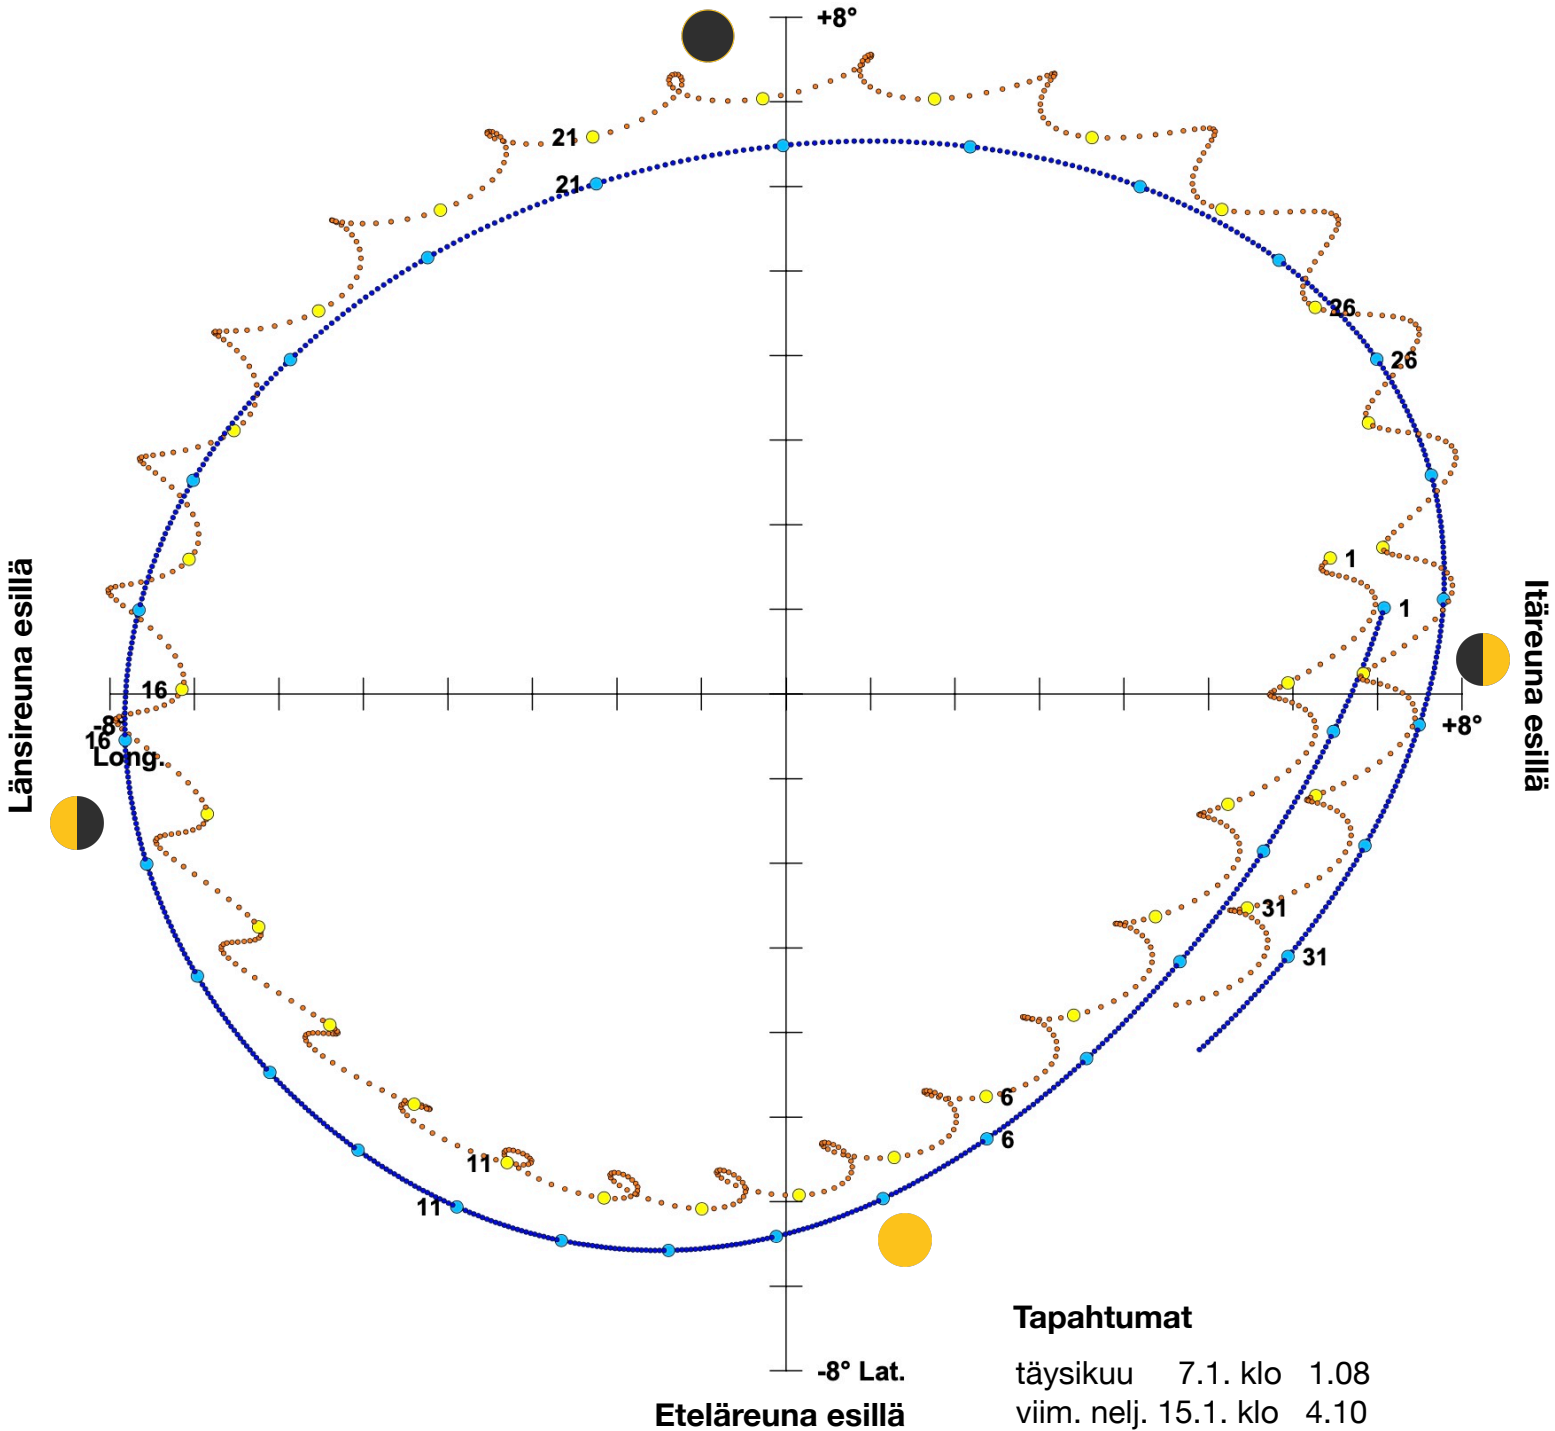 +8°
21
21
26
26
1
1
Länsireuna esillä
Itäreuna esillä
16
-8°
16
Long.
+8°
31
31
6
6
11
11
-8° Lat.
Eteläreuna esillä
Tapahtumat
täysikuu 7.1. klo 1.08
viim. nelj. 15.1. klo 4.10